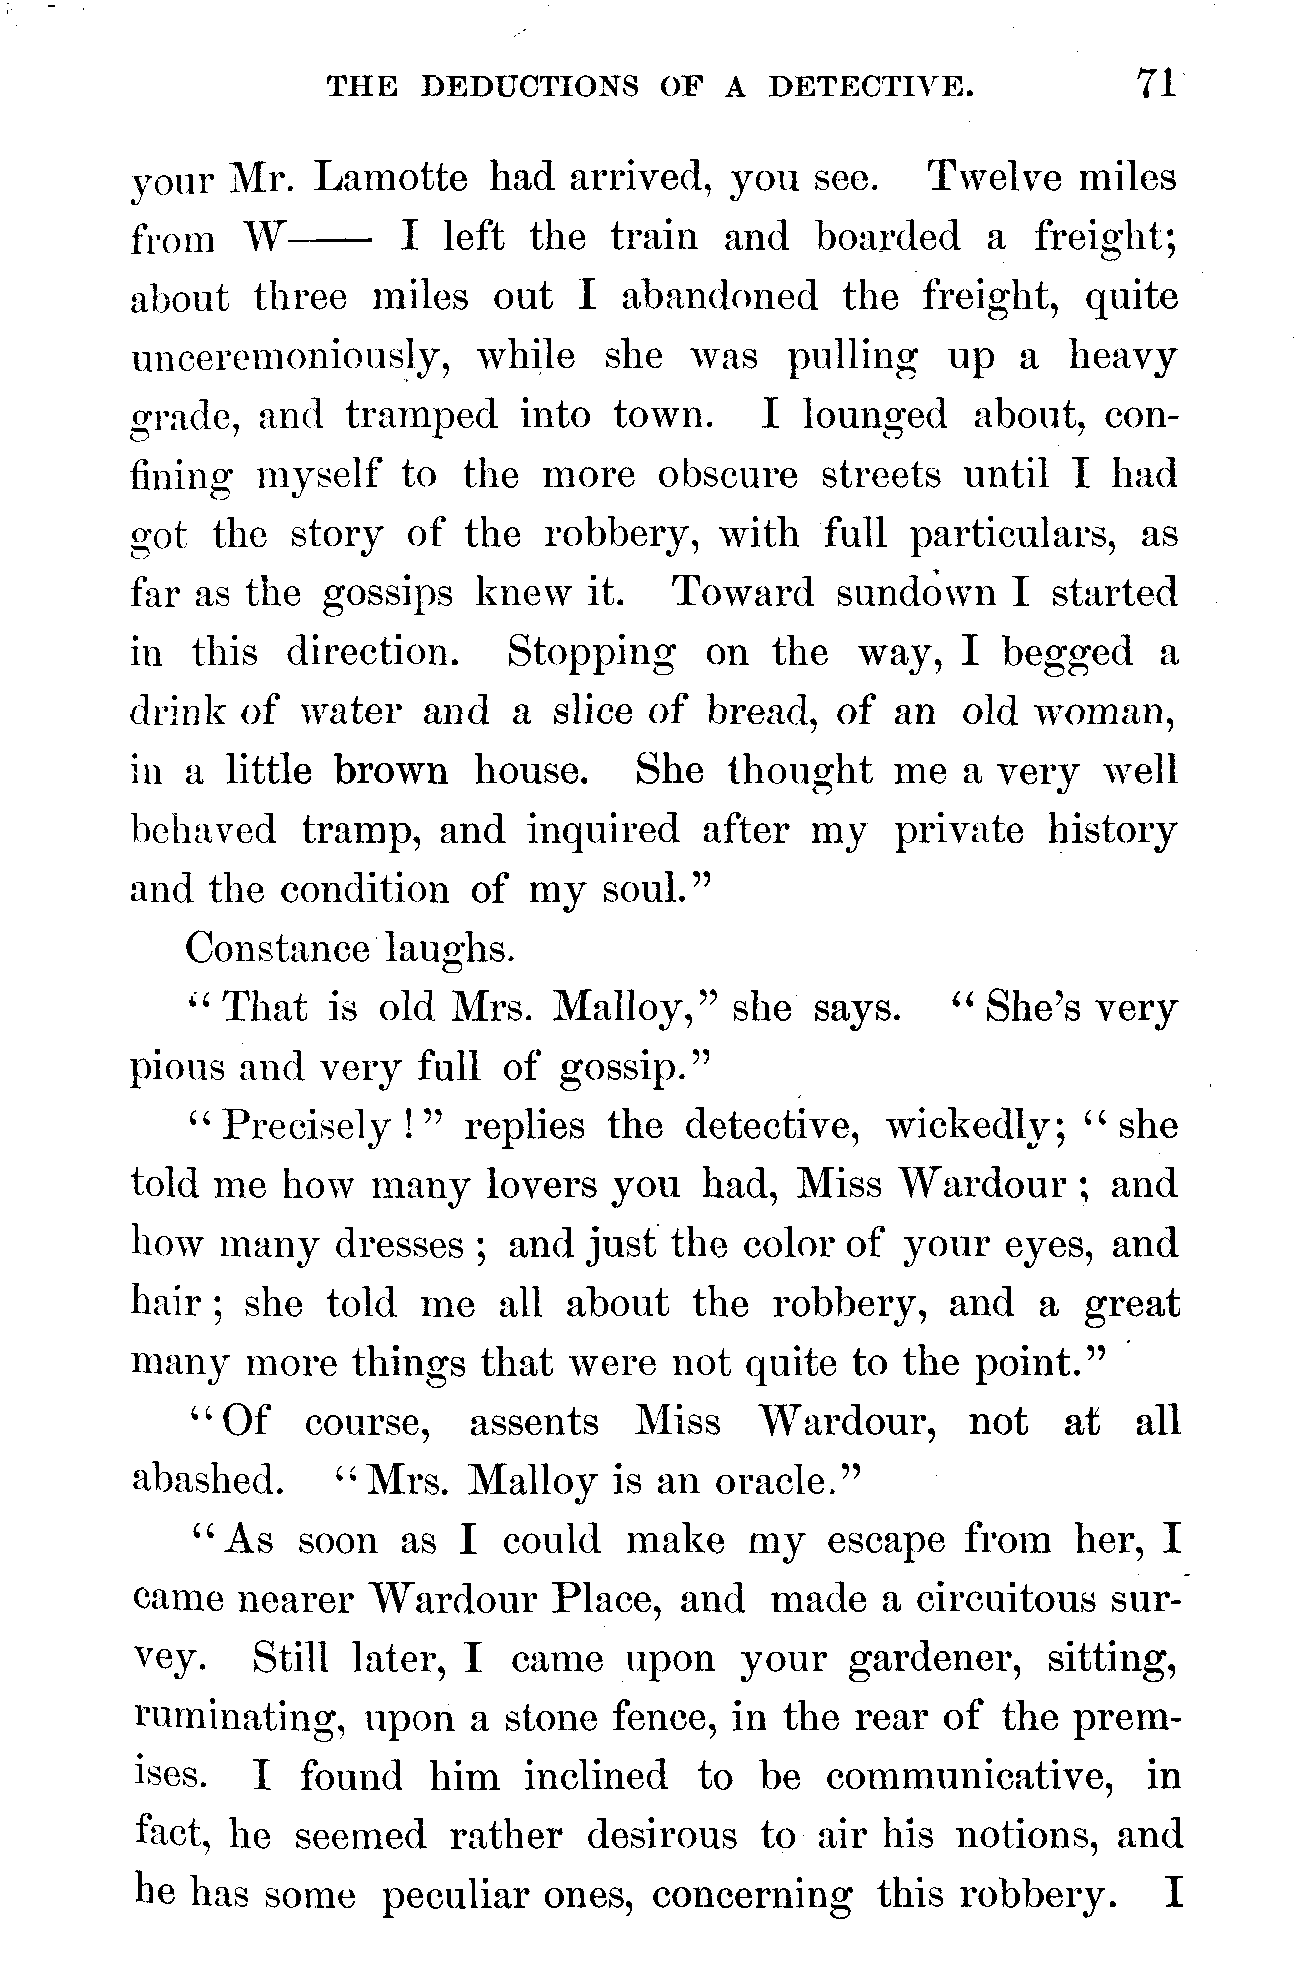 THE DEDUCTIONS OF A DETECTIVE. 71
your Mr. Lamotte had arrived, you see. Twelve miles
from W—— I left the train and boarded a freight;
about three miles out I abandoned the freight, quite
unceremoniously, while she was pulling up a heavy
grade, and tramped into town. I lounged about, con-
fining myself to the more obscure streets until I had
got the story of the robbery, with full particulars, as
far as the gossips knew it. Toward sundown I started
in this direction. Stopping on the way, I begged a
drink of water and a slice of bread, of an old woman,
in a little brown house. She thought me a very well
behaved tramp, and inquired after my private history
and the condition of my soul."
Constance laughs.
"That is old Mrs. Malloy," she says. "She's very
pious and very full of gossip."
"Precisely!" replies the detective, wickedly; "she
told me how many lovers you had, Miss Wardour; and
how many dresses; and just the color of your eyes, and
hair; she told me all about the robbery, and a great
many more things that were not quite to the point."
"Of course, assents Miss Wardour, not at all
abashed. "Mrs. Malloy is an oracle."
"As soon as I could make my escape from her, I
came nearer Wardour Place, and made a circuitous sur-
vey. Still later, I came upon your gardener, sitting,
ruminating, upon a stone fence, in the rear of the prem-
ises. I found him inclined to be communicative, in
fact, he seemed rather desirous to air his notions, and
he has some peculiar ones, concerning this robbery. I